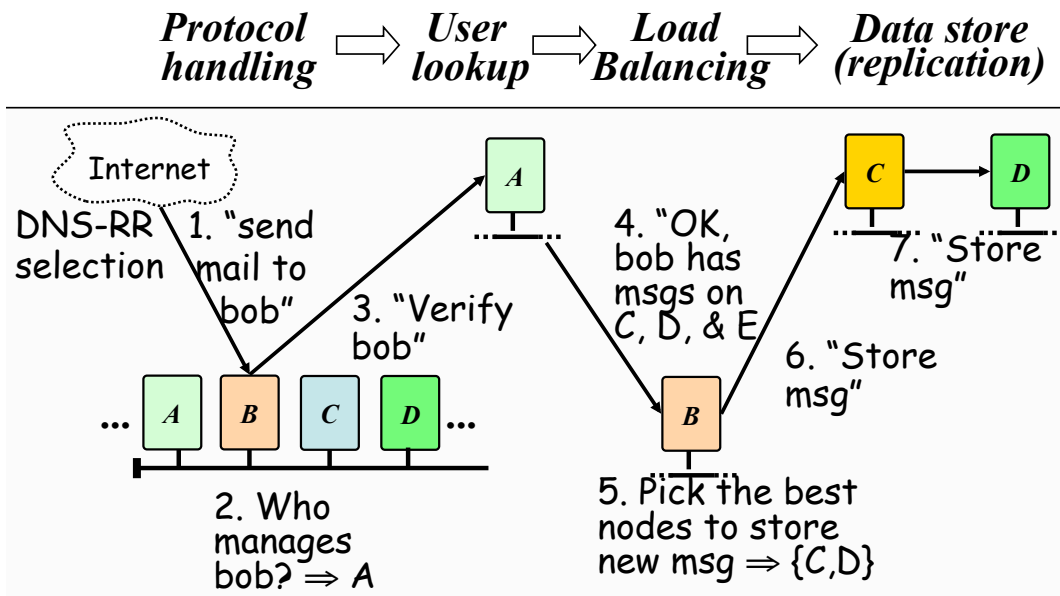 Protocol
handling
User
lookup
Load
Balancing
Data store
(replication)
Internet
DNS-RR
selection
1. “send
mail to
bob”
A
3. “Verify
bob”
4. “OK,
bob has
msgs on
C, D, & E
C
D
7. “Store
msg”
6. “Store
msg”
... A B C D ...
B
2. Who
manages
bob? ⇒ A
5. Pick the best
nodes to store
new msg ⇒ {C,D}